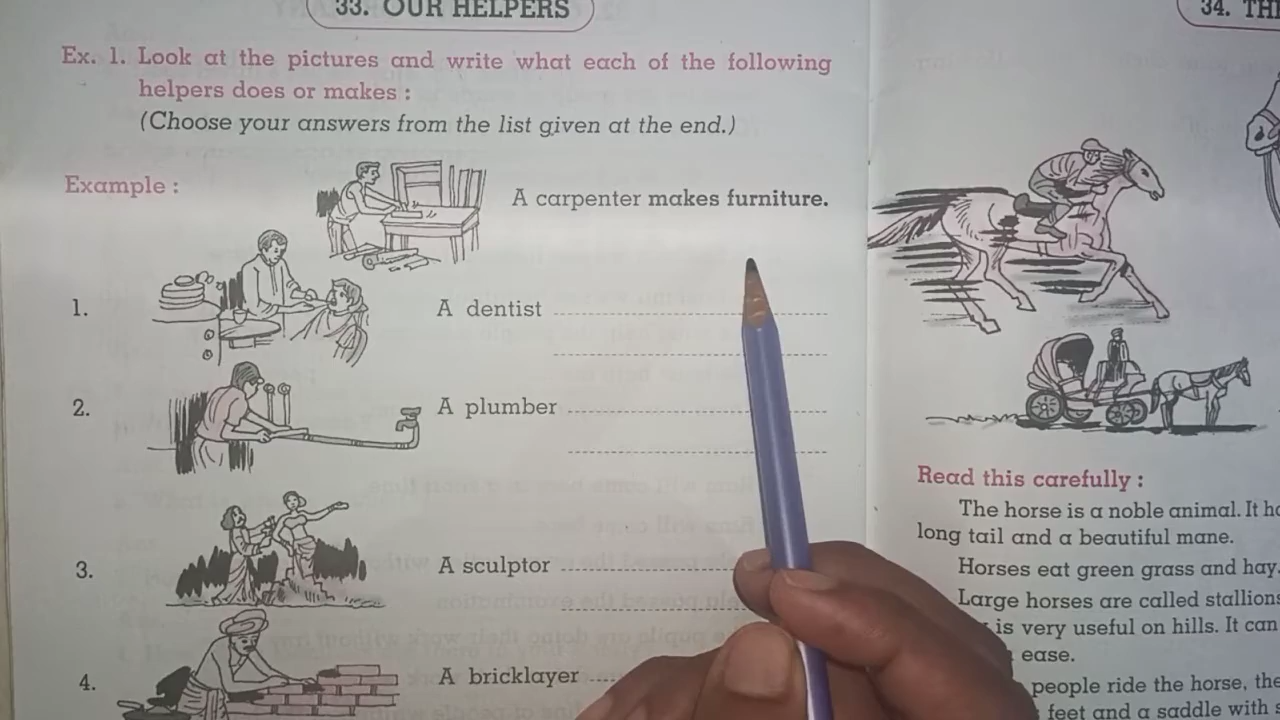 33. OUR HELPERS
Ex. 1. Look at the pictures and write what each of the following
helpers does or makes :
(Choose your answers from the list given at the end.)
Example :
A carpenter makes furniture.
1. A dentist
2. A plumber
3. A sculptor
4. A bricklayer
34.
Read this carefully :
The horse is a noble animal. It
long tail and a beautiful mane.
Horses eat green grass and hay.
Large horses are called stallions
is very useful on hills. It can
ease.
people ride the horse, the
feet and a saddle with